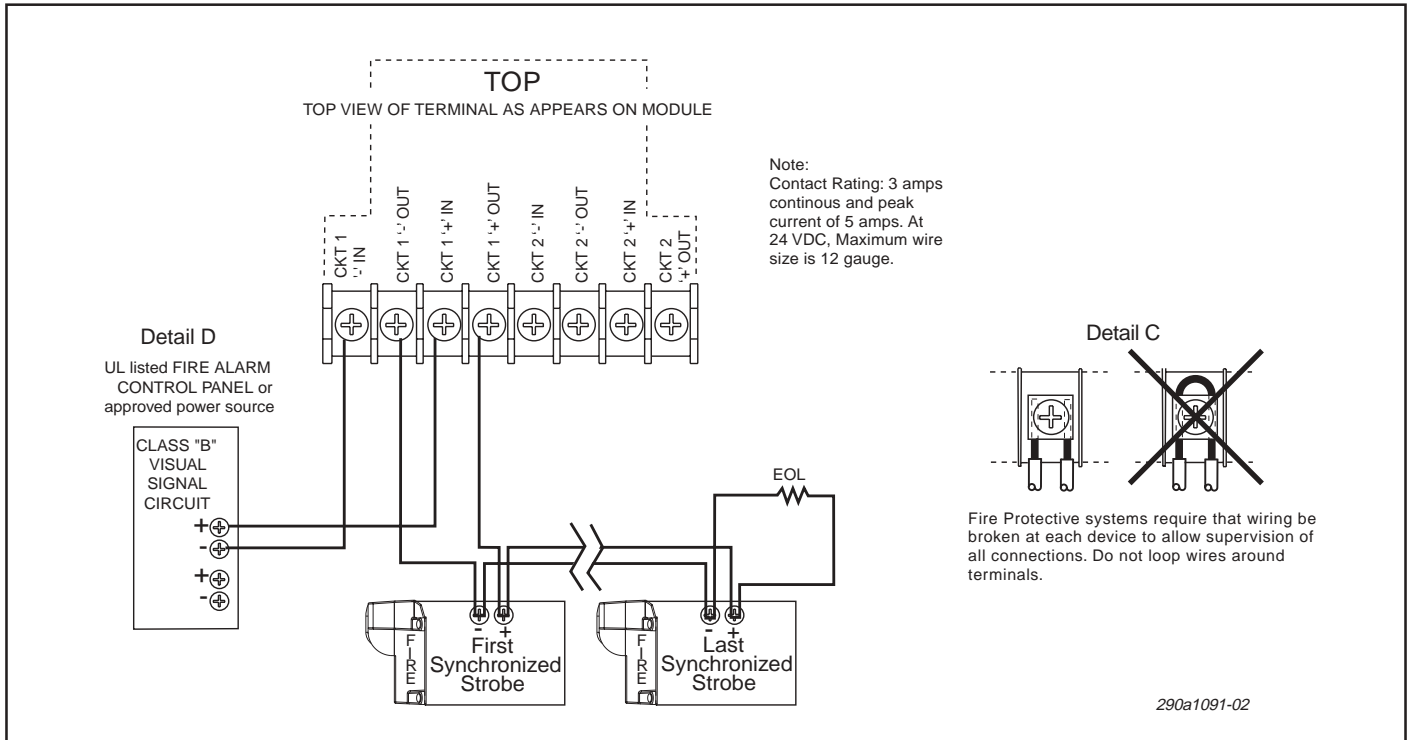 TOP
TOP VIEW OF TERMINAL AS APPEARS ON MODULE
CKT 1
'-' IN
CKT 1 '-' OUT
CKT 1 '+' IN
CKT 1 '+' OUT
CKT 2 '-' IN
CKT 2 '-' OUT
CKT 2 '+' IN
CKT 2
'+' OUT
Note:
Contact Rating: 3 amps
continous and peak
current of 5 amps. At
24 VDC, Maximum wire
size is 12 gauge.
Detail D
UL listed FIRE ALARM
CONTROL PANEL or
approved power source
CLASS "B"
VISUAL
SIGNAL
CIRCUIT
+
-
+
-
EOL
- +
FIRE
First
Synchronized
Strobe
- +
FIRE
Last
Synchronized
Strobe
Detail C
Fire Protective systems require that wiring be
broken at each device to allow supervision of
all connections. Do not loop wires around
terminals.
290a1091-02